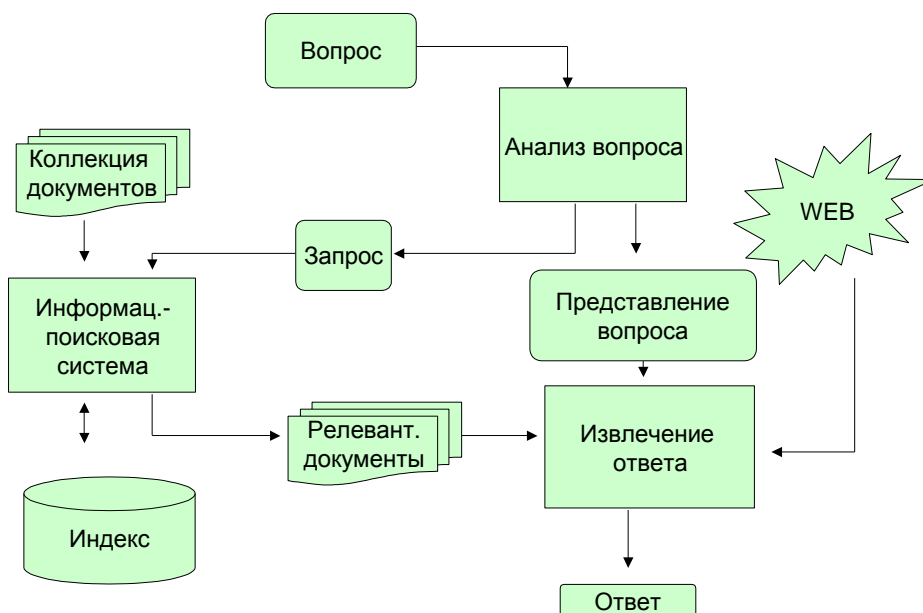 Вопрос
Анализ вопроса
Коллекция
документов
WEB
Запрос
Информац.-
поисковая
система
Представление
вопроса
Релевант.
документы
Извлечение
ответа
Индекс
Ответ